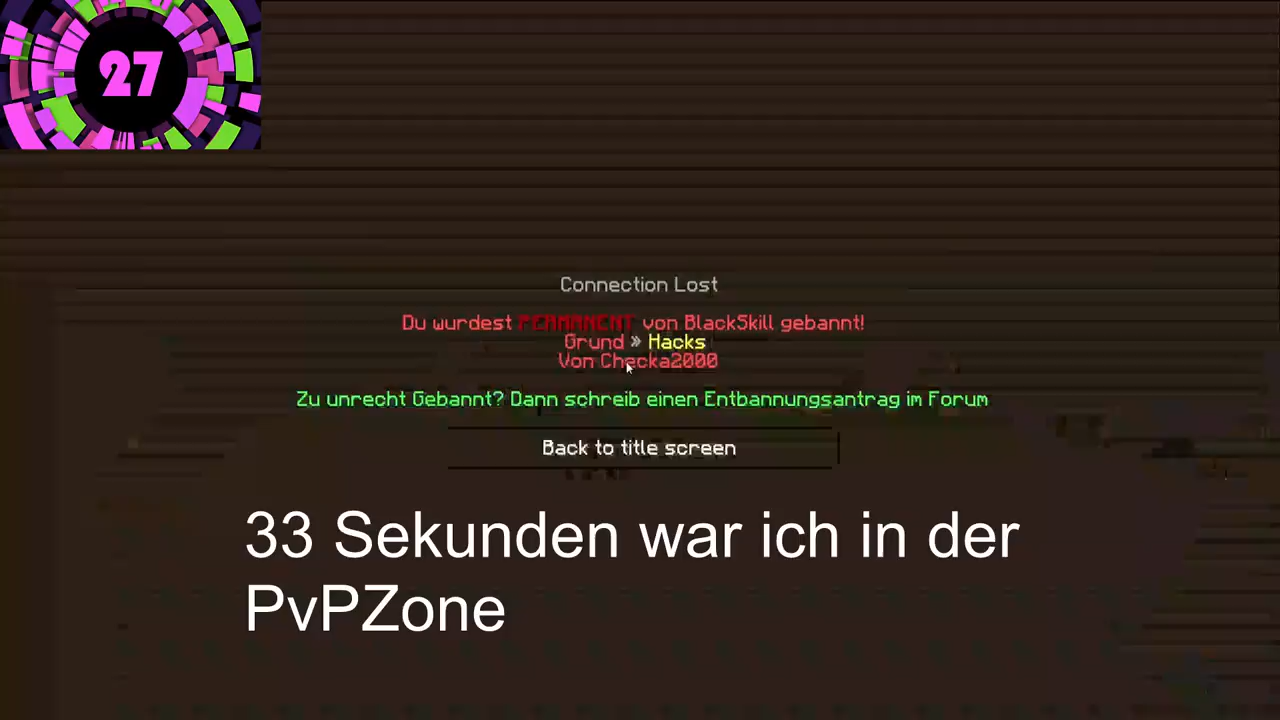 27
Connection Lost
Du wurdest PERMANENT von BlackSkill gebannt!
Grund » Hacks
Von Checka2000
Zu unrecht Gebannt? Dann schreib einen Entbannungsantrag im Forum
Back to title screen
33 Sekunden war ich in der
PvPZone